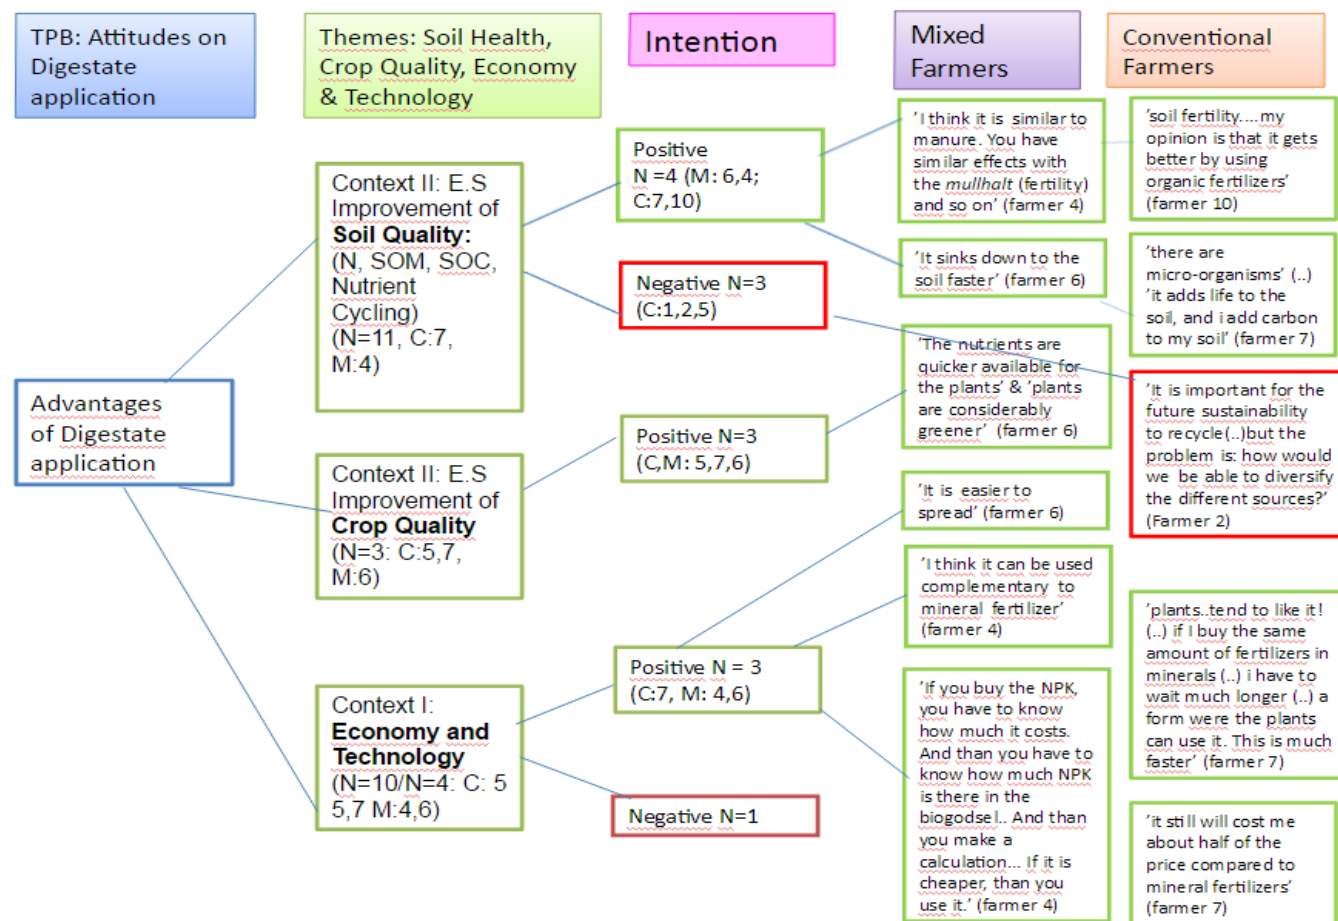 TPB: Attitudes on
Digestate
application
Themes: Soil Health,
Crop Quality, Economy
& Technology
Intention
Mixed
Farmers
Conventional
Farmers
Advantages
of Digestate
application
Context II: E.S
Improvement of
Soil Quality:
(N, SOM, SOC,
Nutrient
Cycling)
(N=11, C:7,
M:4)
Context II: E.S
Improvement of
Crop Quality
(N=3: C:5,7,
M:6)
Context I:
Economy and
Technology
(N=10/N=4: C: 5
5,7 M:4,6)
Positive
N =4 (M: 6,4;
C:7,10)
Negative N=3
(C:1,2,5)
Positive N=3
(C,M: 5,7,6)
Positive N = 3
(C:7, M: 4,6)
Negative N=1
'I think it is similar to
manure. You have
similar effects with
the mullhalt (fertility)
and so on' (farmer 4)
'It sinks down to the
soil faster' (farmer 6)
'The nutrients are
quicker available for
the plants' & 'plants
are considerably
greener' (farmer 6)
'It is easier to
spread' (farmer 6)
'I think it can be used
complementary to
mineral fertilizer'
(farmer 4)
'If you buy the NPK,
you have to know
how much it costs.
And than you have to
know how much NPK
is there in the
biogödsel.. And than
you make a
calculation... If it is
cheaper, than you
use it.' (farmer 4)
'soil fertility....my
opinion is that it gets
better by using
organic fertilizers'
(farmer 10)
'there are
micro-organisms' (..)
'it adds life to the
soil, and i add carbon
to my soil' (farmer 7)
'It is important for the
future sustainability
to recycle(..)but the
problem is: how would
we be able to diversify
the different sources?'
(Farmer 2)
'plants..tend to like it!
(..) if I buy the same
amount of fertilizers in
minerals (..) i have to
wait much longer (..) a
form were the plants
can use it. This is much
faster' (farmer 7)
'it still will cost me
about half of the
price compared to
mineral fertilizers'
(farmer 7)